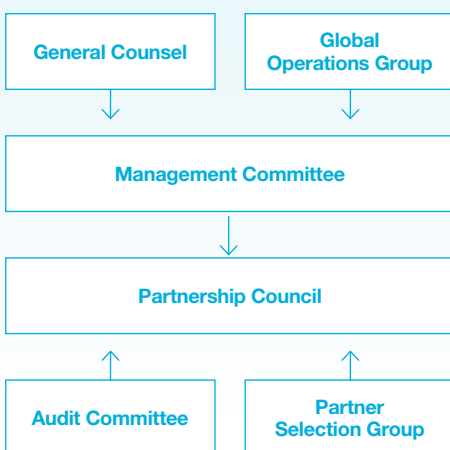 General Counsel
Global
Operations Group
Management Committee
Partnership Council
Audit Committee
Partner
Selection Group